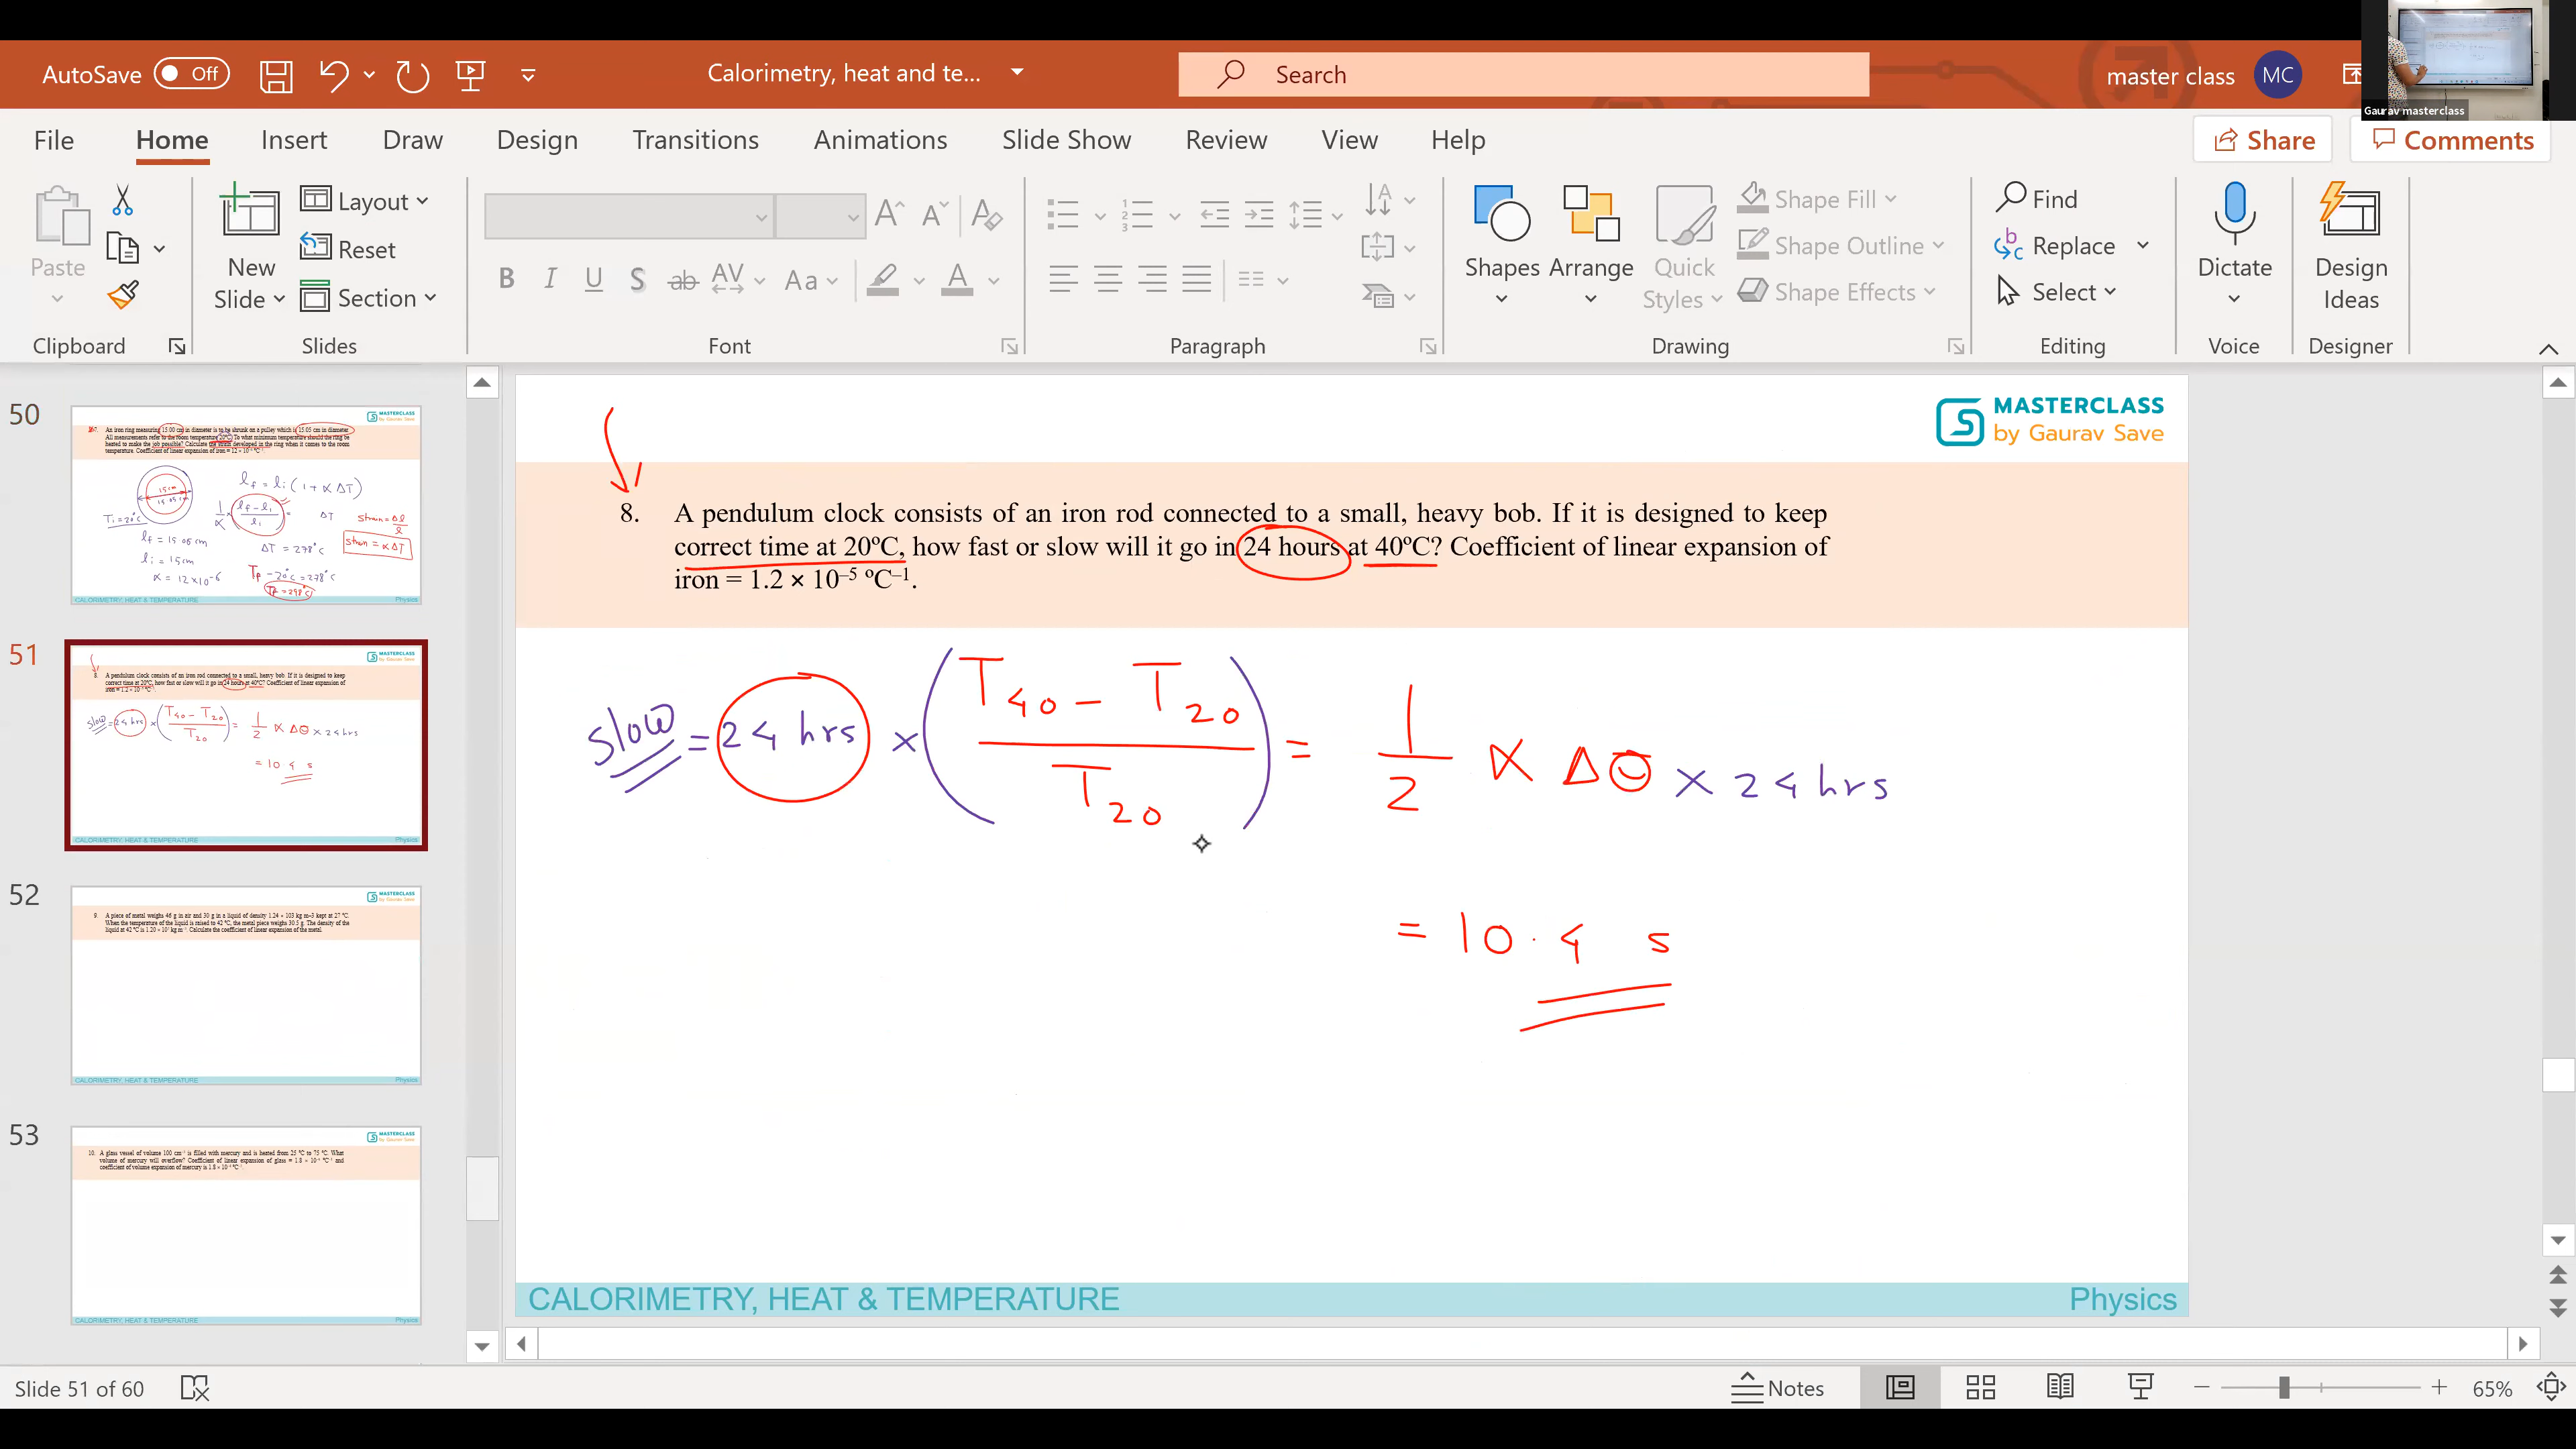 AutoSave Off
Calorimetry, heat and te...
Search
master class MC
Gaurav masterclass
File Home Insert Draw Design Transitions Animations Slide Show Review View Help Share Comments
Paste
New Slide
Layout
Reset
Section
B I U S ab AV Aa A
Shapes Arrange Quick Styles
Shape Fill
Shape Outline
Shape Effects
Find
Replace
Select
Dictate
Design Ideas
Clipboard Slides Font Paragraph Drawing Editing Voice Designer
50
51
52
53
MASTERCLASS
by Gaurav Save
8. A pendulum clock consists of an iron rod connected to a small, heavy bob. If it is designed to keep
correct time at 20ºC, how fast or slow will it go in 24 hours at 40ºC? Coefficient of linear expansion of
iron = 1.2 × 10⁻⁵ ºC⁻¹.
slow = 24 hrs × (T₄₀ - T₂₀ / T₂₀) = 1/2 ∝ Δθ × 24 hrs
= 10.4 s
CALORIMETRY, HEAT & TEMPERATURE Physics
Slide 51 of 60
Notes
65%